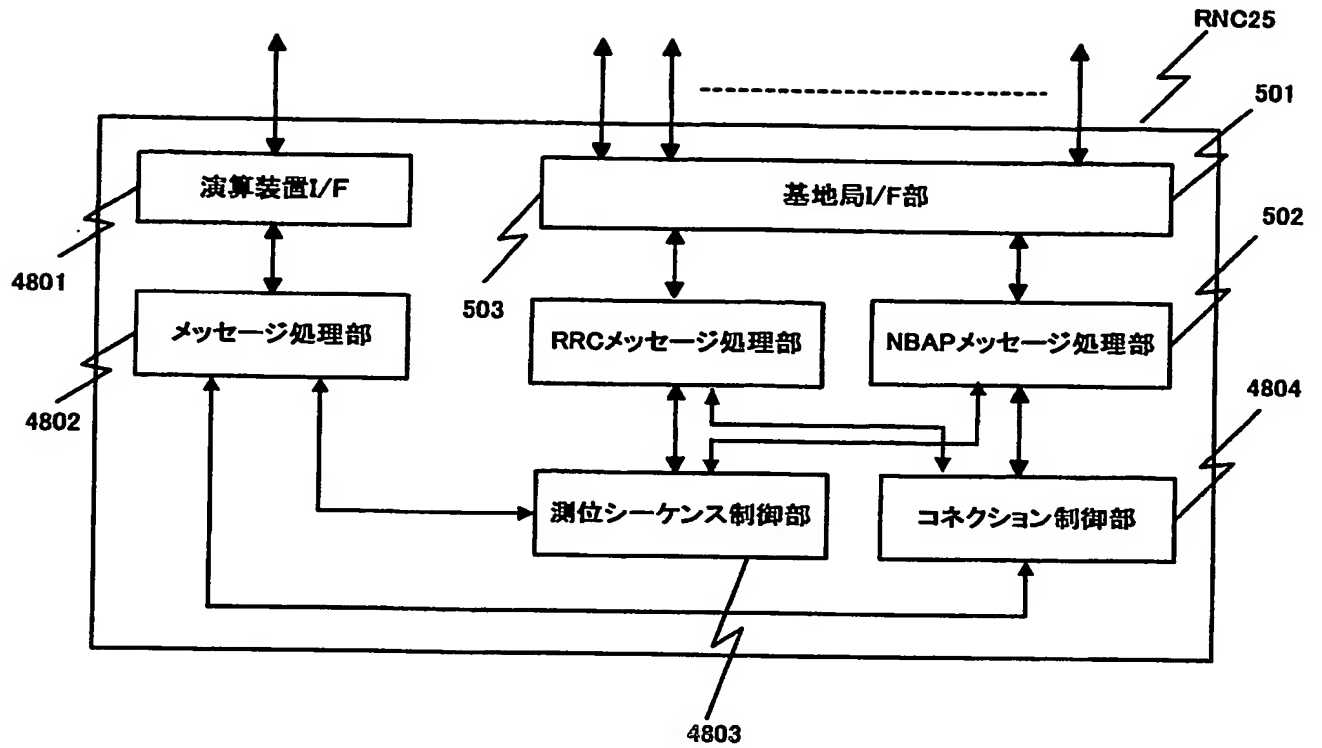 RNC25
501
演算装置I/F
基地局I/F部
502
4801
503
メッセージ処理部
RRCメッセージ処理部
NBAPメッセージ処理部
4802
4804
測位シーケンス制御部
コネクション制御部
4803